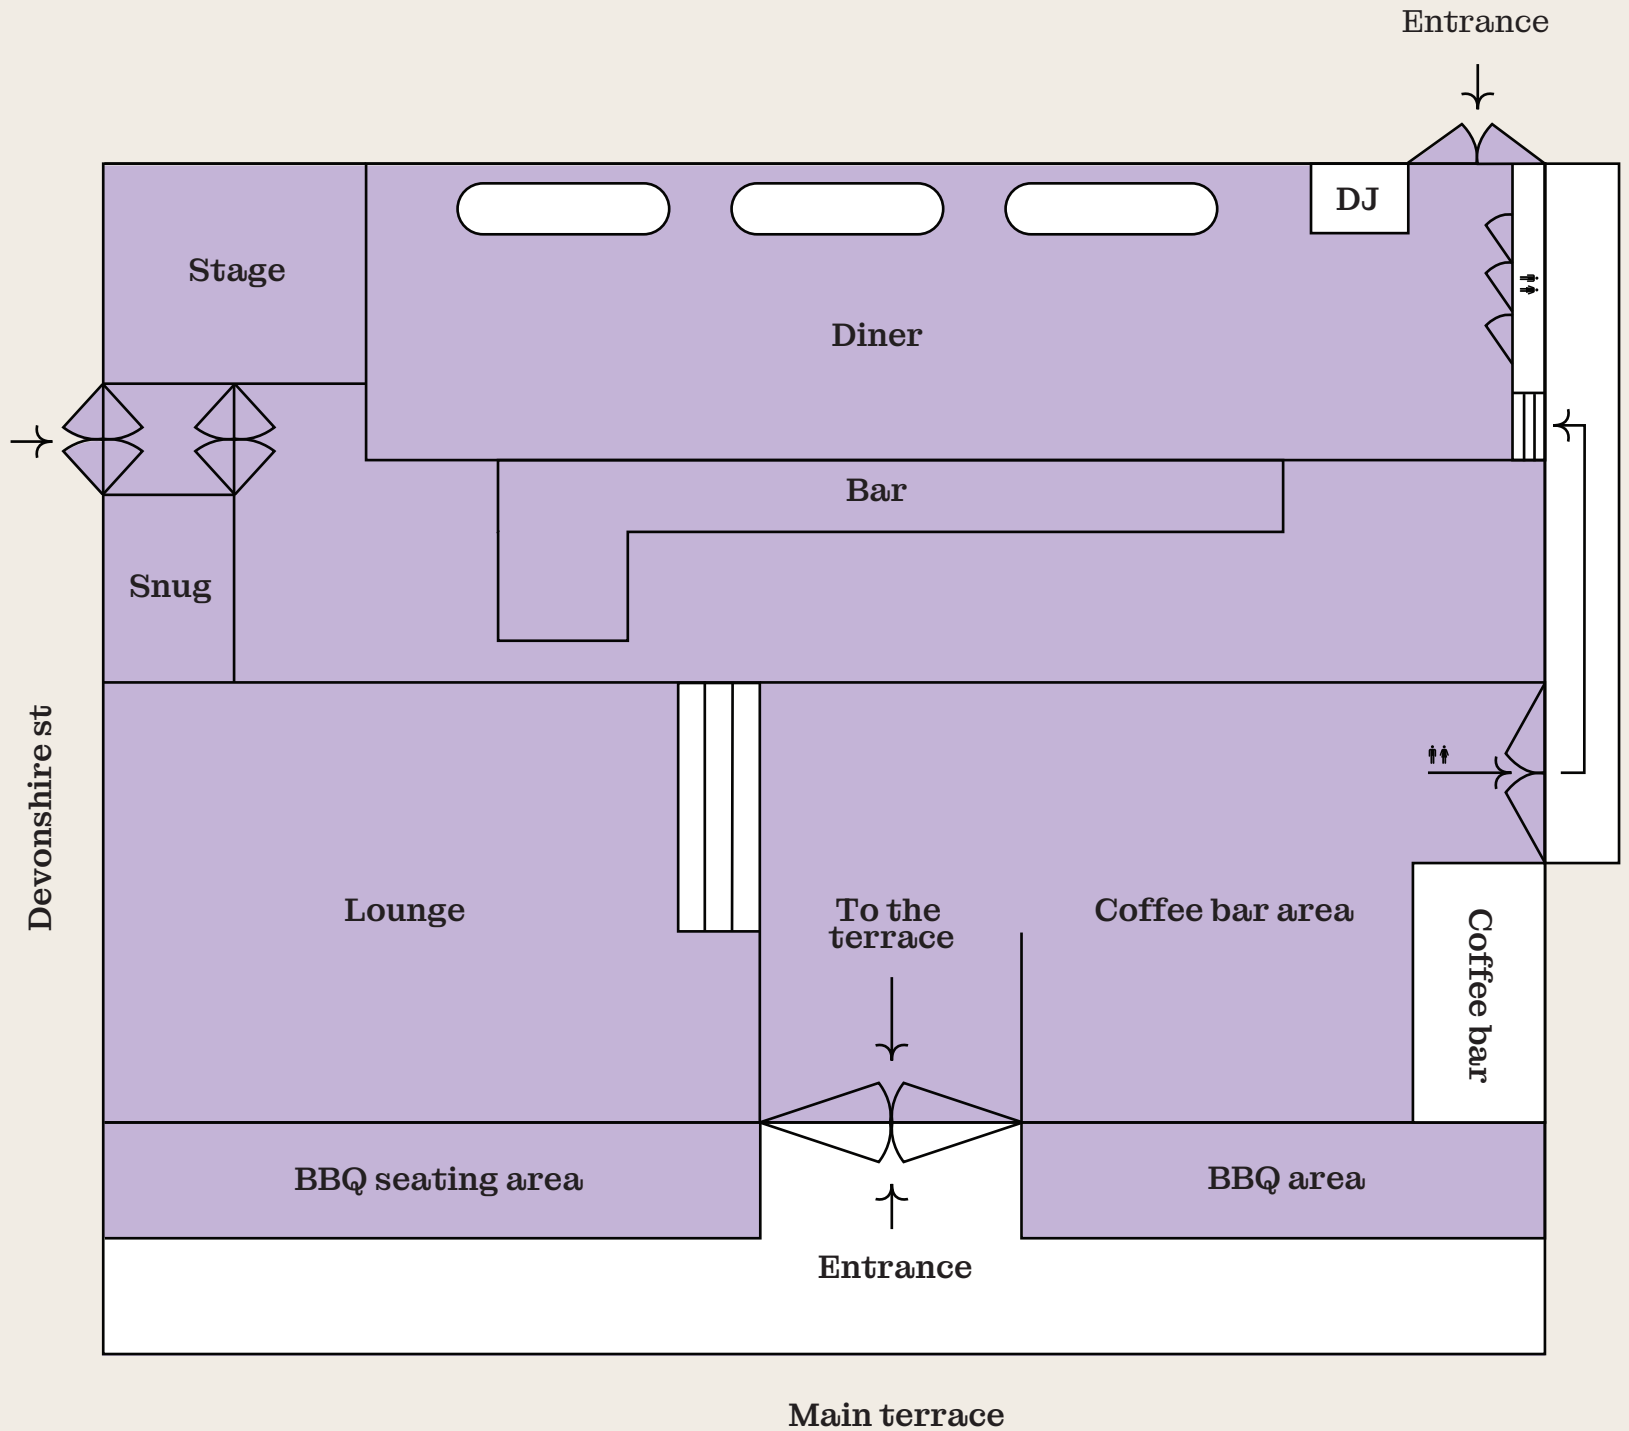 Entrance
DJ
Stage
Diner
Bar
Snug
Devonshire st
Lounge
To the
terrace
Coffee bar area
Coffee bar
BBQ seating area
BBQ area
Entrance
Main terrace